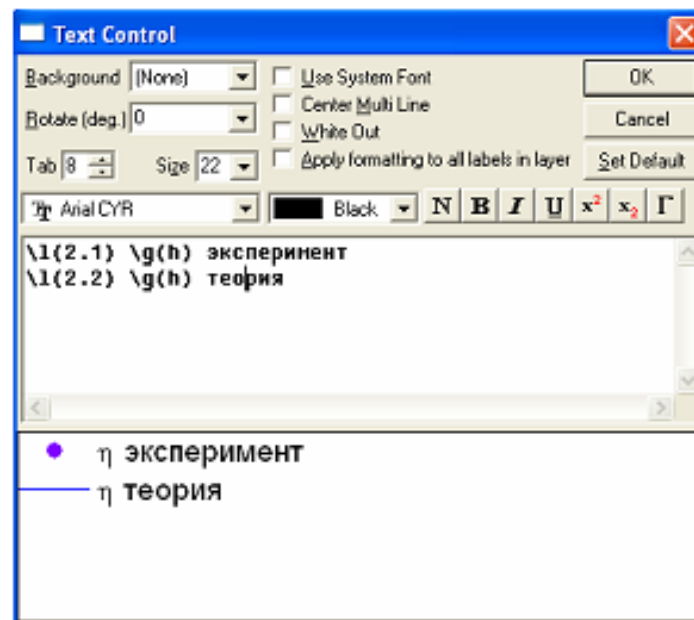 Text Control
Background (None) Use System Font OK
Center Multi Line
Rotate (deg.) 0 White Out Cancel
Tab 8 Size 22 Apply formatting to all labels in layer Set Default
Arial CYR Black N B I U x² x₂ Γ
\l(2.1) \g(h) эксперимент
\l(2.2) \g(h) теория
η эксперимент
η теория